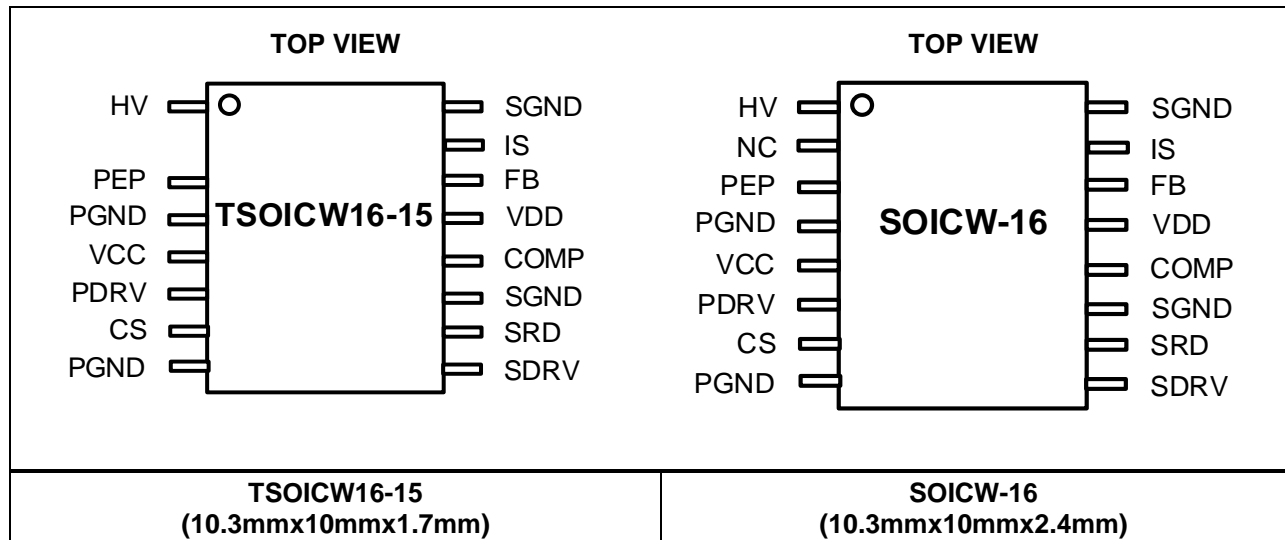 TOP VIEW
HV
PEP
PGND
VCC
PDRV
CS
PGND
TSOICW16-15
SGND
IS
FB
VDD
COMP
SGND
SRD
SDRV
TOP VIEW
HV
NC
PEP
PGND
VCC
PDRV
CS
PGND
SOICW-16
SGND
IS
FB
VDD
COMP
SGND
SRD
SDRV
TSOICW16-15
(10.3mmx10mmx1.7mm)
SOICW-16
(10.3mmx10mmx2.4mm)